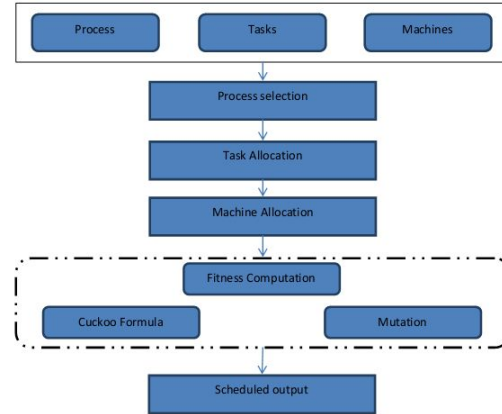 Process
Tasks
Machines
Process selection
Task Allocation
Machine Allocation
Fitness Computation
Cuckoo Formula
Mutation
Scheduled output